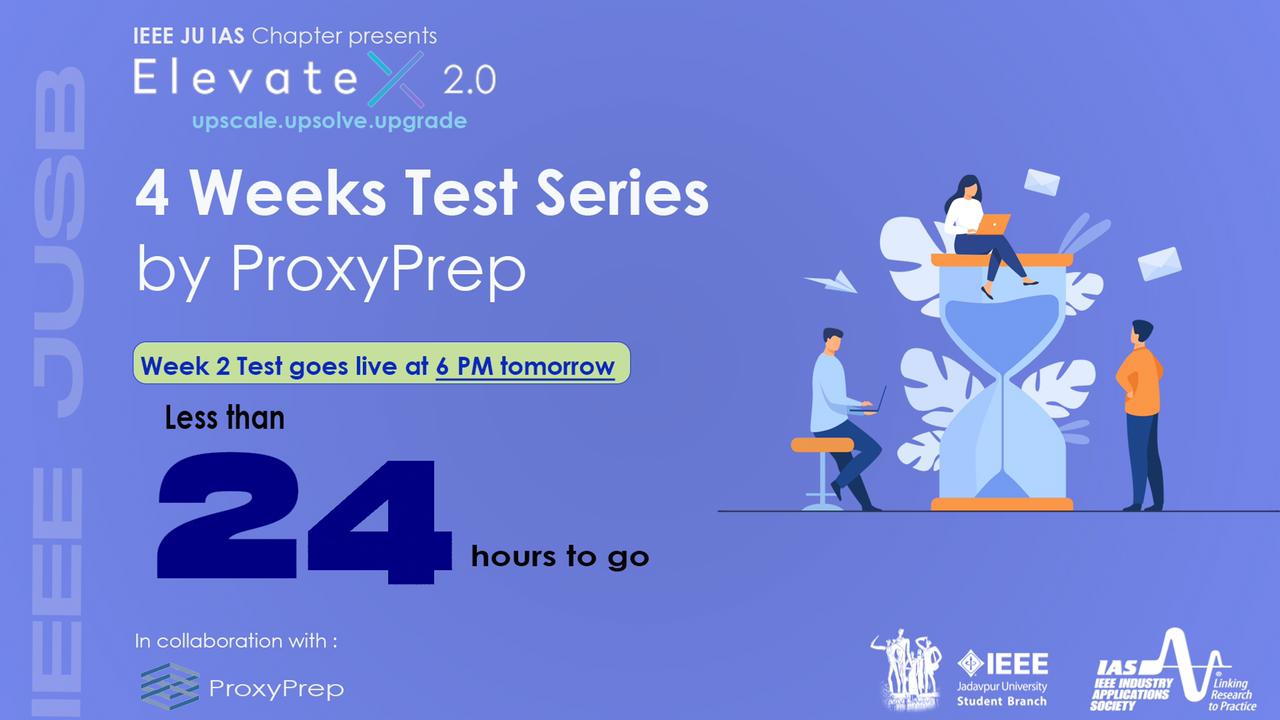 IEEE JU IAS Chapter presents
ElevateX 2.0
upscale.upsolve.upgrade
4 Weeks Test Series
by ProxyPrep
Week 2 Test goes live at 6 PM tomorrow
Less than
24
hours to go
In collaboration with :
ProxyPrep
IEEE JUSB
IEEE
Jadavpur University
Student Branch
IAS
IEEE INDUSTRY
APPLICATIONS
SOCIETY
®
Linking
Research
to Practice